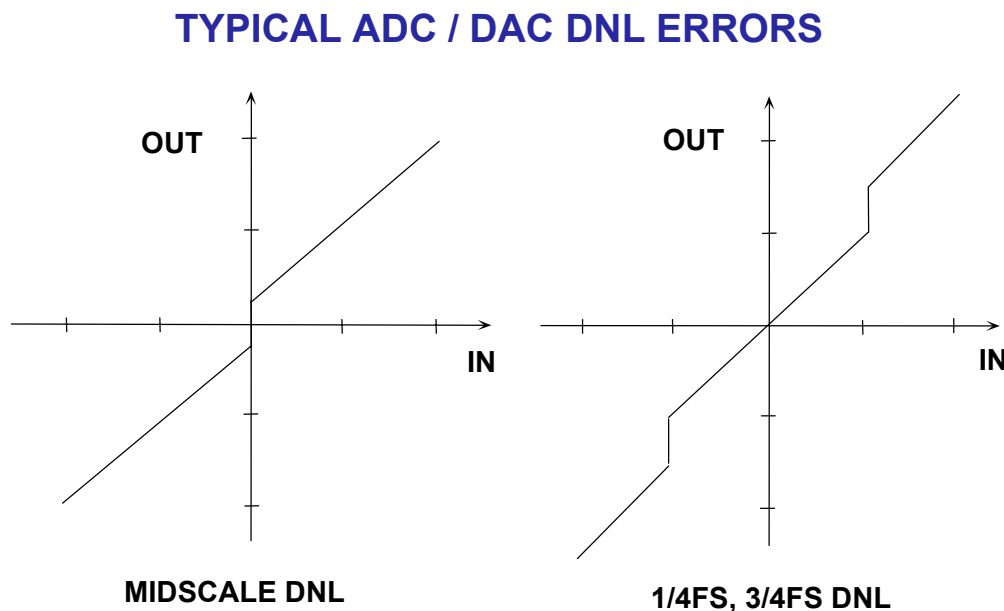 TYPICAL ADC / DAC DNL ERRORS
OUT
IN
MIDSCALE DNL
OUT
IN
1/4FS, 3/4FS DNL